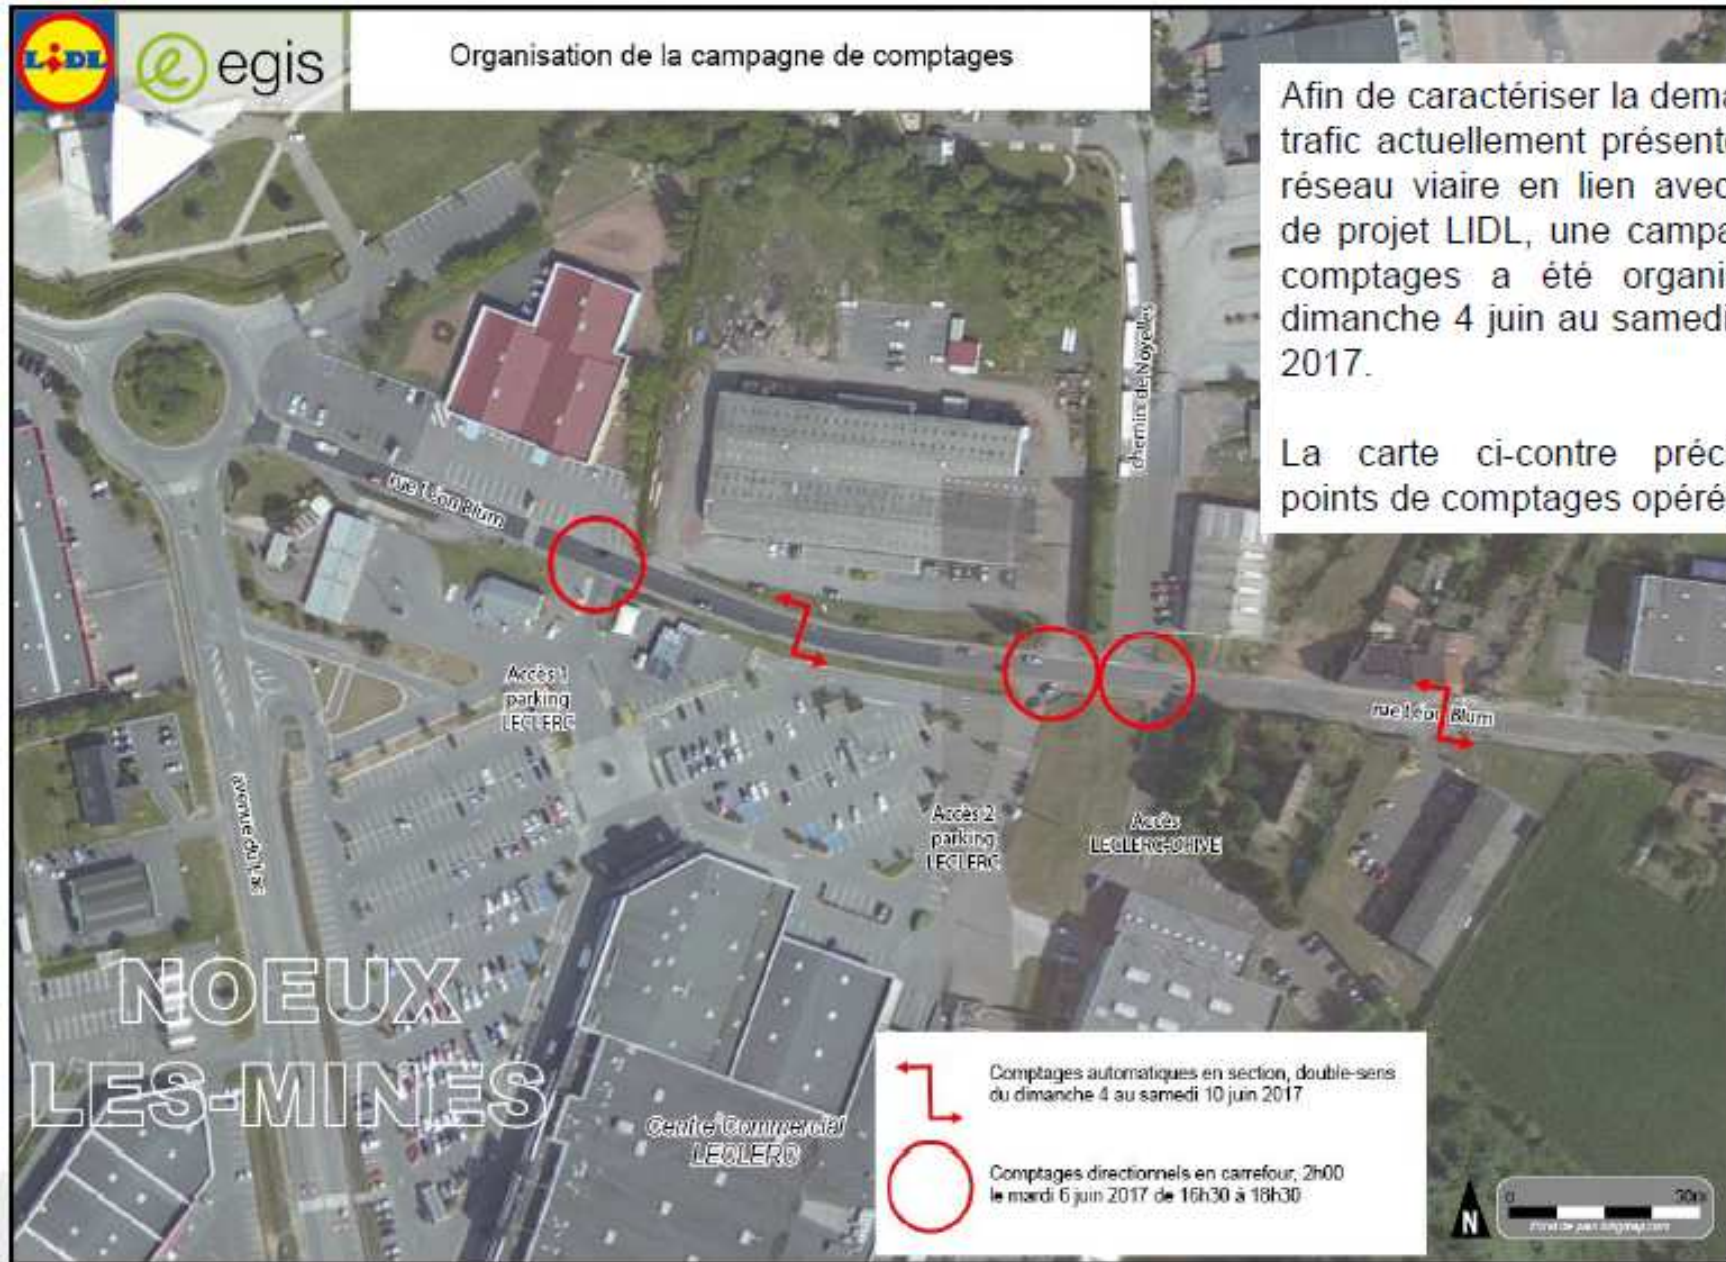 LIDL
egis
Organisation de la campagne de comptages
Afin de caractériser la dema
trafic actuellement présent
réseau viaire en lien avec
de projet LIDL, une campa
comptages a été organi
dimanche 4 juin au samedi
2017.
La carte ci-contre préc
points de comptages opéré
chemin de Noyelles
rue Léon Blum
Accès 1
parking
LECLERC
rue Léon Blum
avenue du Lac
Accès 2
parking
LECLERC
Accès
LECLERC-DRIVE
NOEUX
LES-MINES
Centre Commercial
LECLERC
Comptages automatiques en section, double-sens
du dimanche 4 au samedi 10 juin 2017
Comptages directionnels en carrefour, 2h00
le mardi 6 juin 2017 de 16h30 à 18h30
N
0
Fond de plan